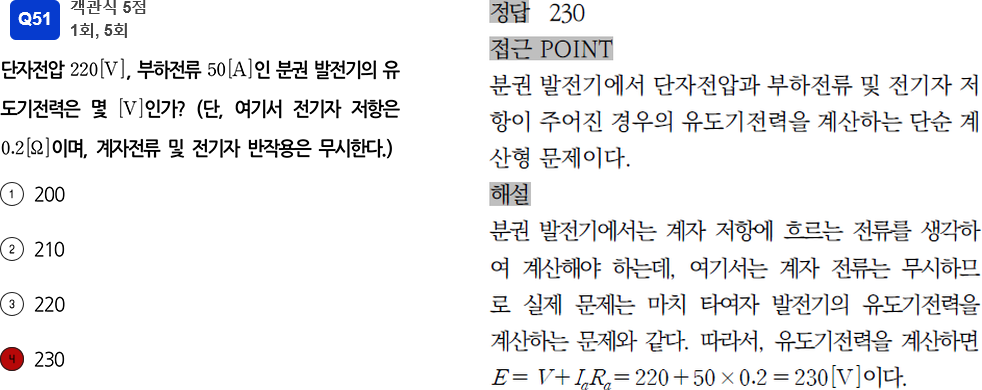 Q51
객관식 5점
1회, 5회
단자전압 220[V], 부하전류 50[A]인 분권 발전기의 유
도기전력은 몇 [V]인가? (단, 여기서 전기자 저항은
0.2[Ω]이며, 계자전류 및 전기자 반작용은 무시한다.)
① 200
② 210
③ 220
④ 230
정답 230
접근 POINT
분권 발전기에서 단자전압과 부하전류 및 전기자 저
항이 주어진 경우의 유도기전력을 계산하는 단순 계
산형 문제이다.
해설
분권 발전기에서는 계자 저항에 흐르는 전류를 생각하
여 계산해야 하는데, 여기서는 계자 전류는 무시하므
로 실제 문제는 마치 타여자 발전기의 유도기전력을
계산하는 문제와 같다. 따라서, 유도기전력을 계산하면
E = V + I_aR_a = 220 + 50 × 0.2 = 230[V]이다.